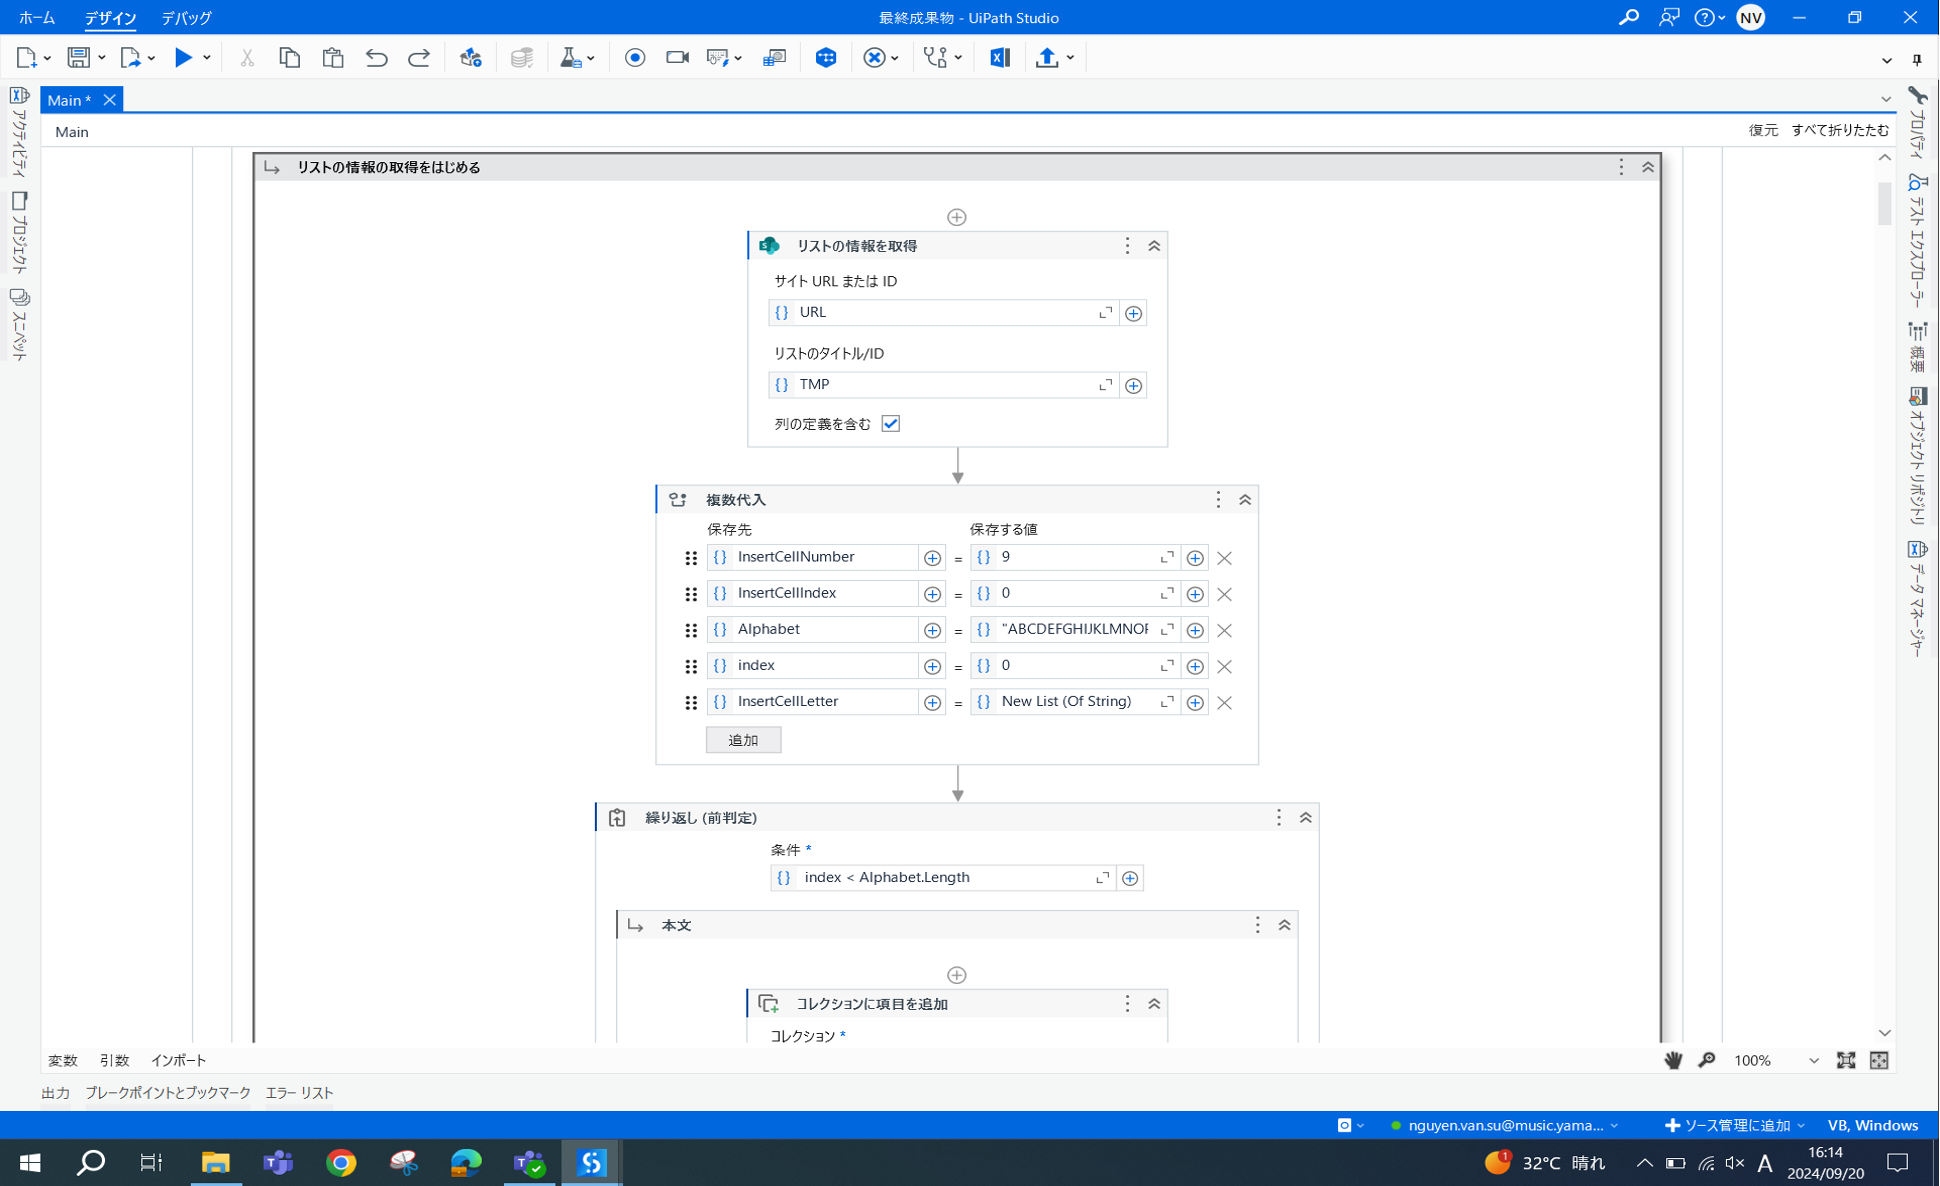 ホーム デザイン デバッグ 最終成果物 - UiPath Studio NV
Main *
Main 復元 すべて折りたたむ
アクティビティ
プロジェクト
スニペット
リストの情報の取得をはじめる
リストの情報を取得
サイト URL または ID
{} URL
リストのタイトル/ID
{} TMP
列の定義を含む
複数代入
保存先 保存する値
{} InsertCellNumber = {} 9
{} InsertCellIndex = {} 0
{} Alphabet = {} "ABCDEFGHIJKLMNOP
{} index = {} 0
{} InsertCellLetter = {} New List (Of String)
追加
繰り返し (前判定)
条件 *
{} index < Alphabet.Length
本文
コレクションに項目を追加
コレクション *
プロパティ
テスト エクスプローラー
概要
オブジェクト リポジトリ
データ マネージャー
変数 引数 インポート 100%
出力 ブレークポイントとブックマーク エラー リスト
nguyen.van.su@music.yama... ソース管理に追加 VB, Windows
1 32°C 晴れ A 16:14
2024/09/20